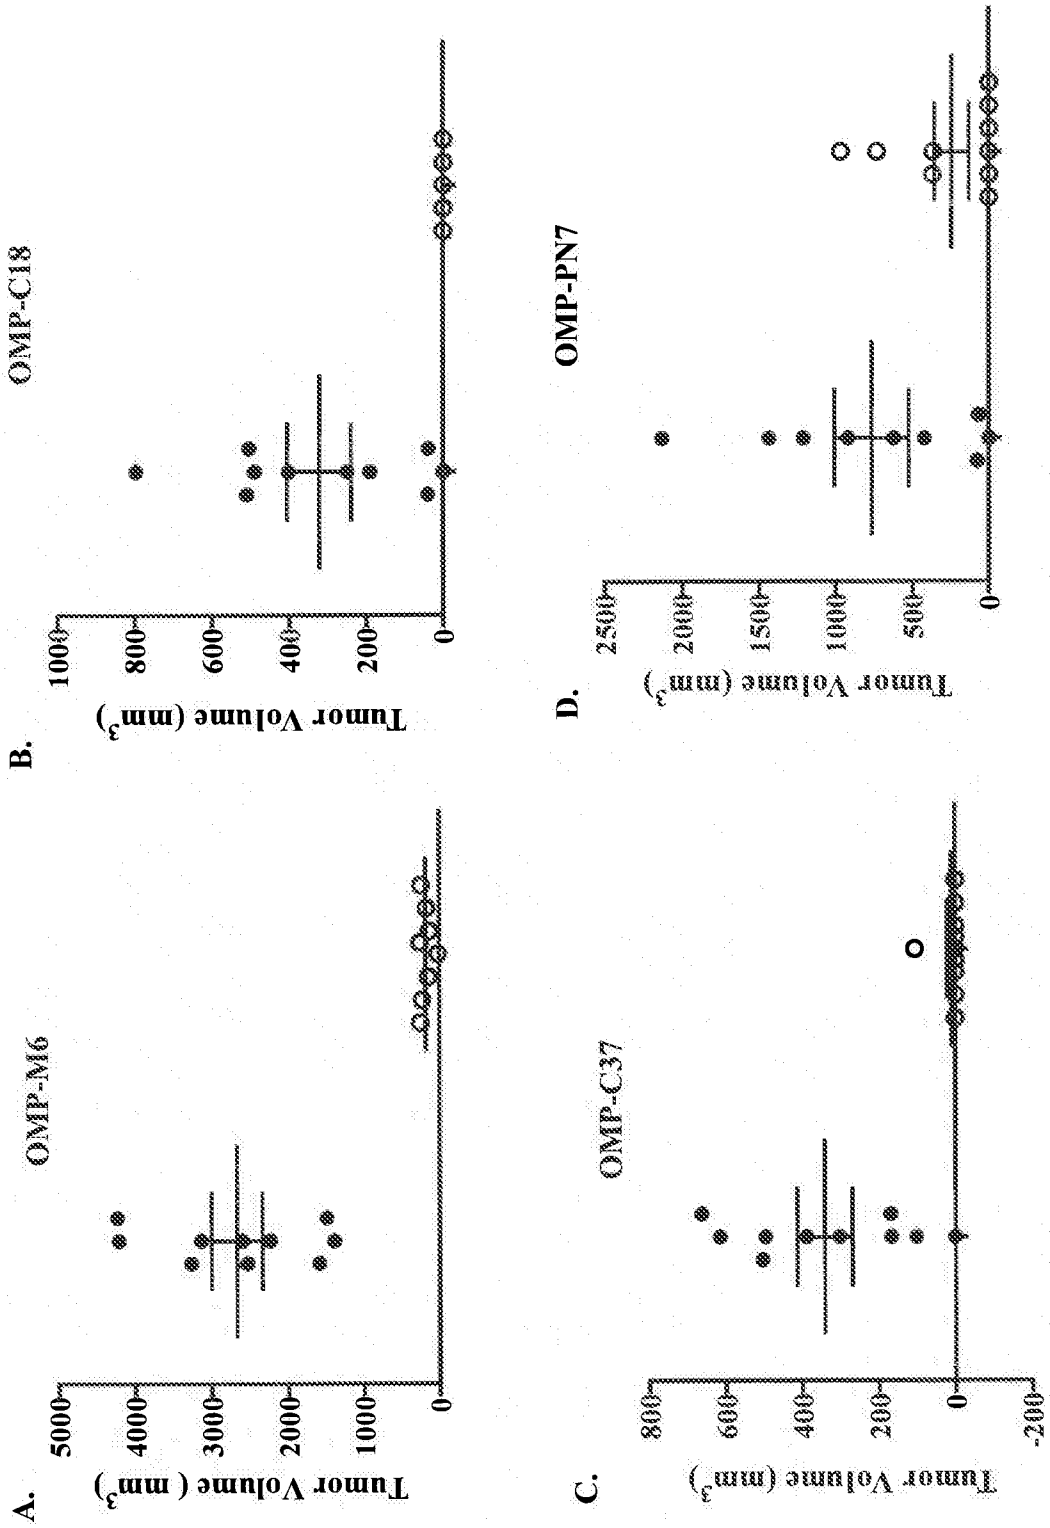 A.
OMP-M6
Tumor Volume ( mm³)
5000
4000
3000
2000
1000
0
B.
OMP-C18
Tumor Volume (mm³)
1000
800
600
400
200
0
C.
OMP-C37
Tumor Volume (mm³)
800
600
400
200
0
-200
D.
OMP-PN7
Tumor Volume (mm³)
2500
2000
1500
1000
500
0